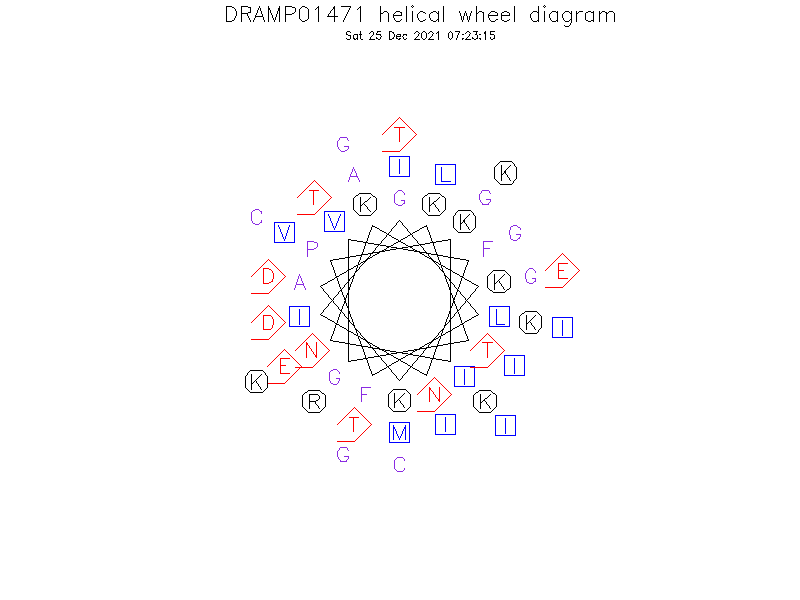 DRAMP01471 helical wheel diagram
Sat 25 Dec 2021 07:23:15
G T
A I L K
T K G K G
C V V K G
P F
D A K G E
D I L K I
E N T I
K G I
R F K N K
T M I I
G C